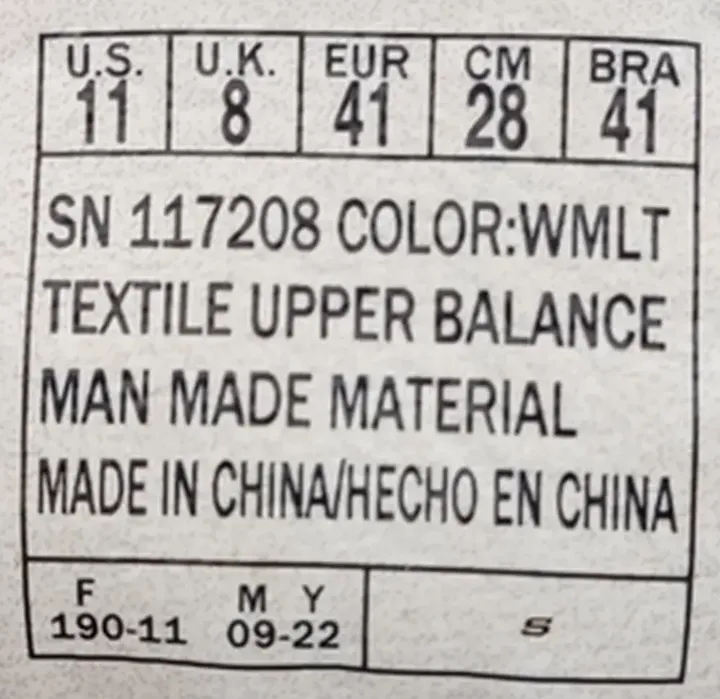 U.S. U.K. EUR CM BRA
11 8 41 28 41
SN 117208 COLOR:WMLT
TEXTILE UPPER BALANCE
MAN MADE MATERIAL
MADE IN CHINA/HECHO EN CHINA
F M Y
190-11 09-22 S